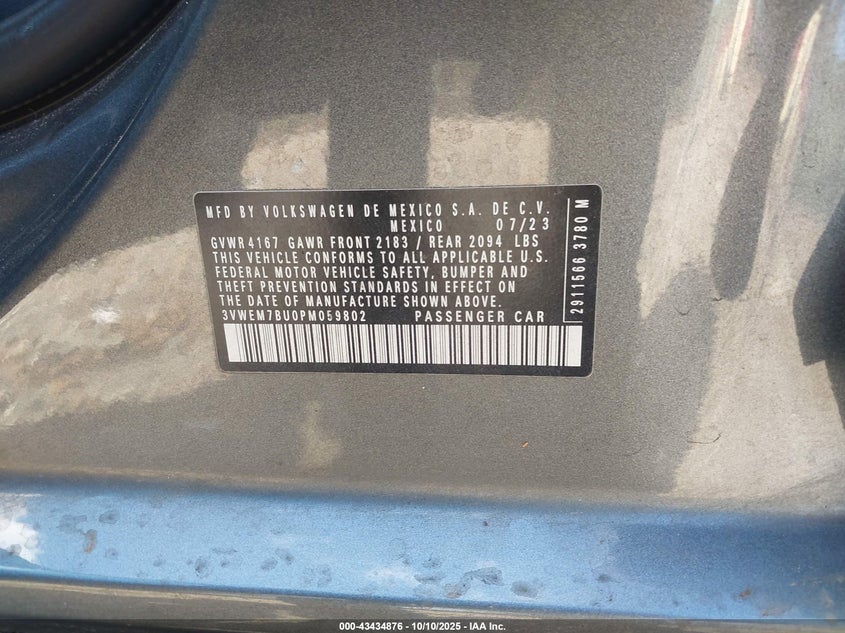 MFD BY VOLKSWAGEN DE MEXICO S.A. DE C.V.
MEXICO 07/23
GVWR 4167 GAWR FRONT 2183 / REAR 2094 LBS
THIS VEHICLE CONFORMS TO ALL APPLICABLE U.S.
FEDERAL MOTOR VEHICLE SAFETY, BUMPER AND
THEFT PREVENTION STANDARDS IN EFFECT ON
THE DATE OF MANUFACTURE SHOWN ABOVE.
3VWEM7BU0PM059802 PASSENGER CAR
2911566 3780 M
000-43434876 - 10/10/2025 - IAA Inc.